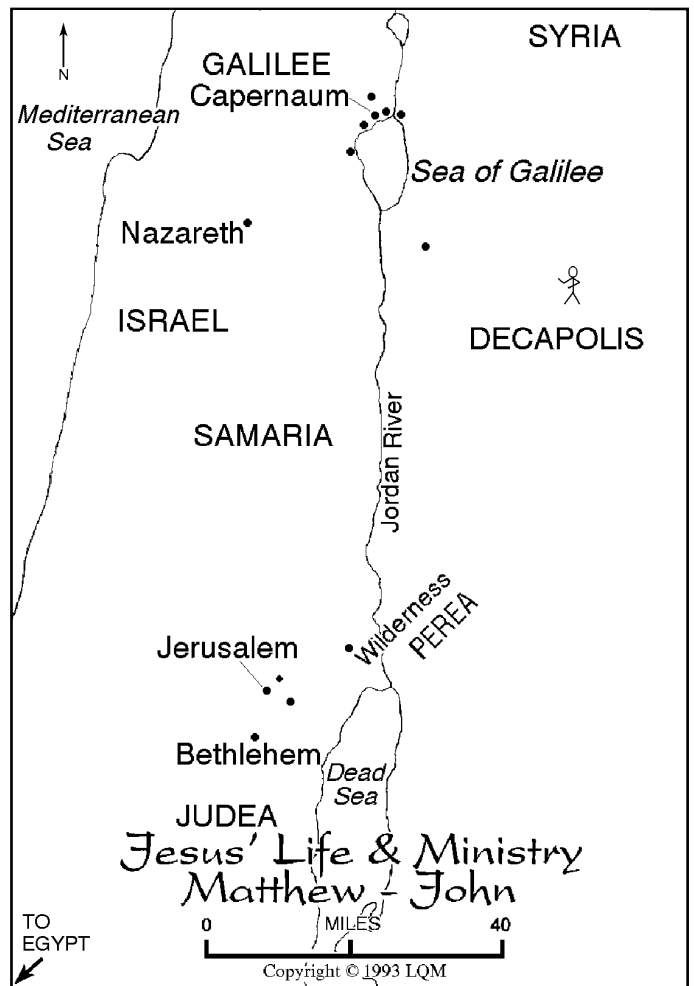 SYRIA
N
GALILEE
Capernaum
Mediterranean
Sea
Sea of Galilee
Nazareth
ISRAEL
DECAPOLIS
SAMARIA
Jordan River
Wilderness
PEREA
Jerusalem
Bethlehem
Dead
Sea
JUDEA
Jesus' Life & Ministry
Matthew - John
TO
EGYPT
0 MILES 40
Copyright © 1993 LQM